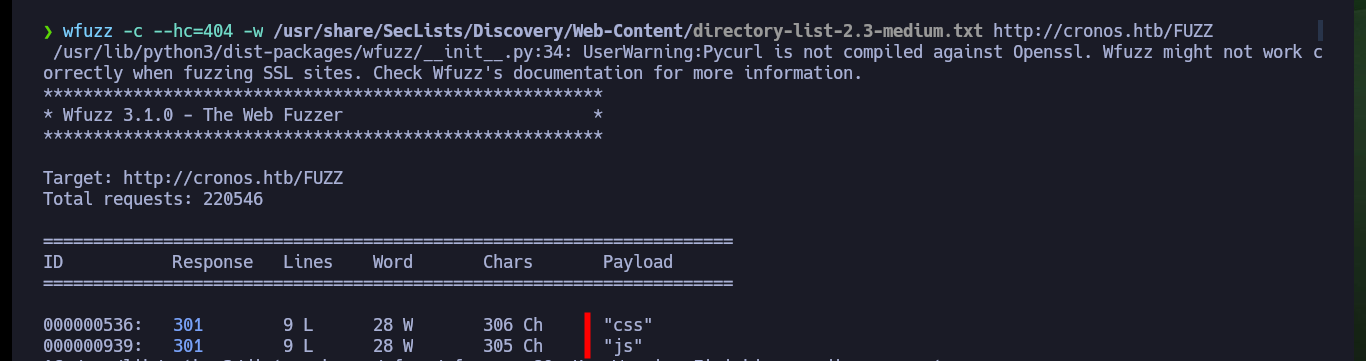 ❯ wfuzz -c --hc=404 -w /usr/share/SecLists/Discovery/Web-Content/directory-list-2.3-medium.txt http://cronos.htb/FUZZ
/usr/lib/python3/dist-packages/wfuzz/__init__.py:34: UserWarning:Pycurl is not compiled against Openssl. Wfuzz might not work c
orrectly when fuzzing SSL sites. Check Wfuzz's documentation for more information.
********************************************************
* Wfuzz 3.1.0 - The Web Fuzzer                         *
********************************************************
Target: http://cronos.htb/FUZZ
Total requests: 220546
=====================================================================
ID           Response   Lines    Word       Chars       Payload
=====================================================================
000000536:   301        9 L      28 W       306 Ch      "css"
000000939:   301        9 L      28 W       305 Ch      "js"